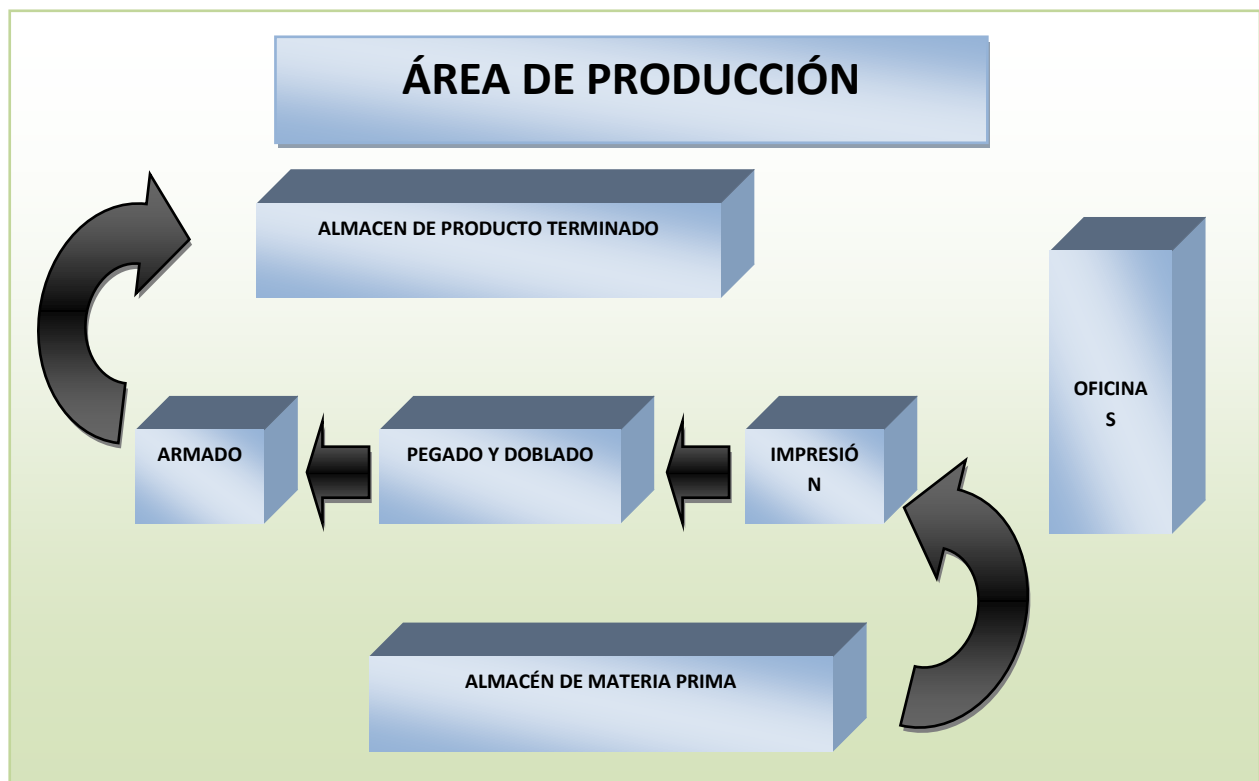 ÁREA DE PRODUCCIÓN
ALMACEN DE PRODUCTO TERMINADO
OFICINA
S
ARMADO
PEGADO Y DOBLADO
IMPRESIÓ
N
ALMACÉN DE MATERIA PRIMA